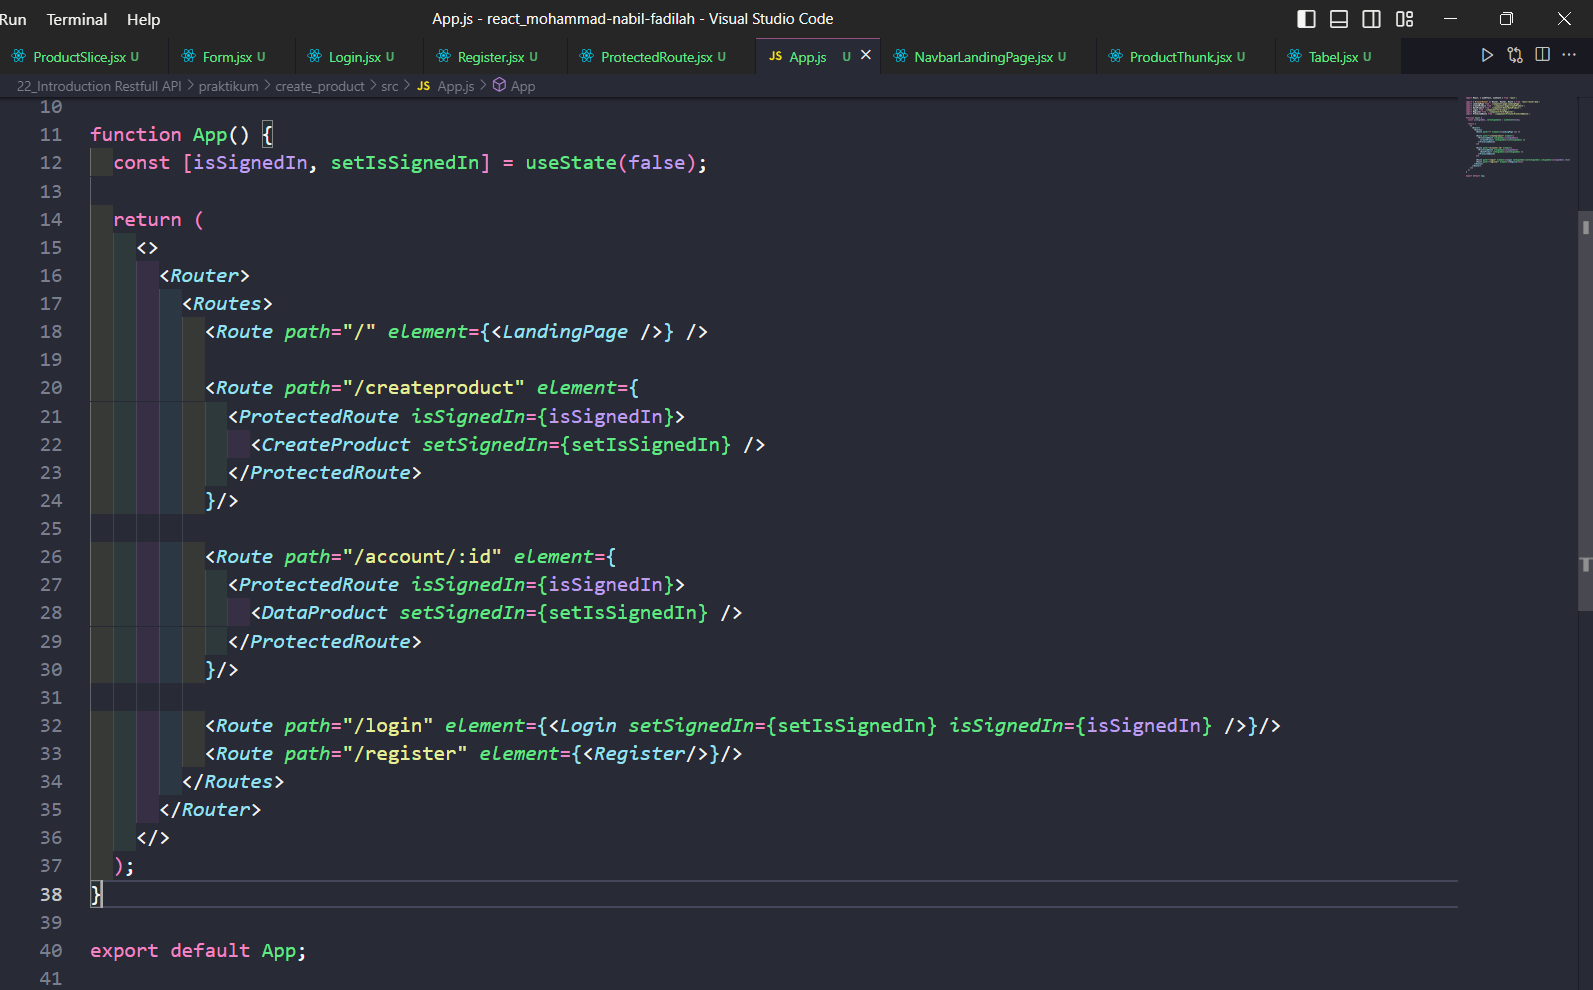 Run Terminal Help App.js - react_mohammad-nabil-fadilah - Visual Studio Code
ProductSlice.jsx U Form.jsx U Login.jsx U Register.jsx U ProtectedRoute.jsx U JS App.js U NavbarLandingPage.jsx U ProductThunk.jsx U Tabel.jsx U
22_Introduction Restfull API > praktikum > create_product > src > JS App.js > App
10
11 function App() {
12   const [isSignedIn, setIsSignedIn] = useState(false);
13
14   return (
15     <>
16       <Router>
17         <Routes>
18           <Route path="/" element={<LandingPage />} />
19
20           <Route path="/createproduct" element={
21             <ProtectedRoute isSignedIn={isSignedIn}>
22               <CreateProduct setSignedIn={setIsSignedIn} />
23             </ProtectedRoute>
24           }/>
25
26           <Route path="/account/:id" element={
27             <ProtectedRoute isSignedIn={isSignedIn}>
28               <DataProduct setSignedIn={setIsSignedIn} />
29             </ProtectedRoute>
30           }/>
31
32           <Route path="/login" element={<Login setSignedIn={setIsSignedIn} isSignedIn={isSignedIn} />}/>
33           <Route path="/register" element={<Register/>}/>
34         </Routes>
35       </Router>
36     </>
37   );
38 }
39
40 export default App;
41